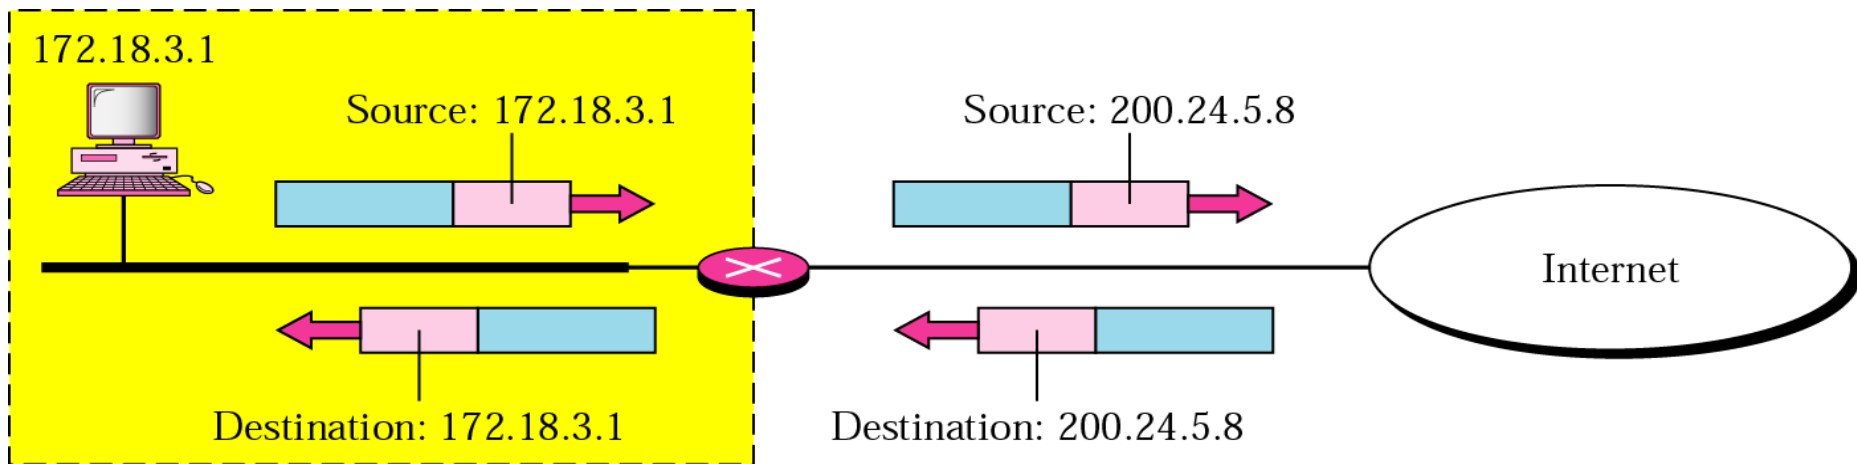 172.18.3.1
Source: 172.18.3.1
Source: 200.24.5.8
Internet
Destination: 172.18.3.1
Destination: 200.24.5.8